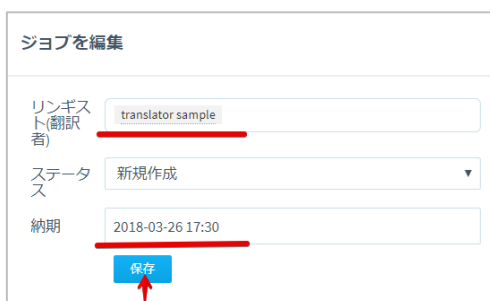 ジョブを編集
リンギス
ト(翻訳
者)
translator sample
ステータ
ス
新規作成
納期
2018-03-26 17:30
保存